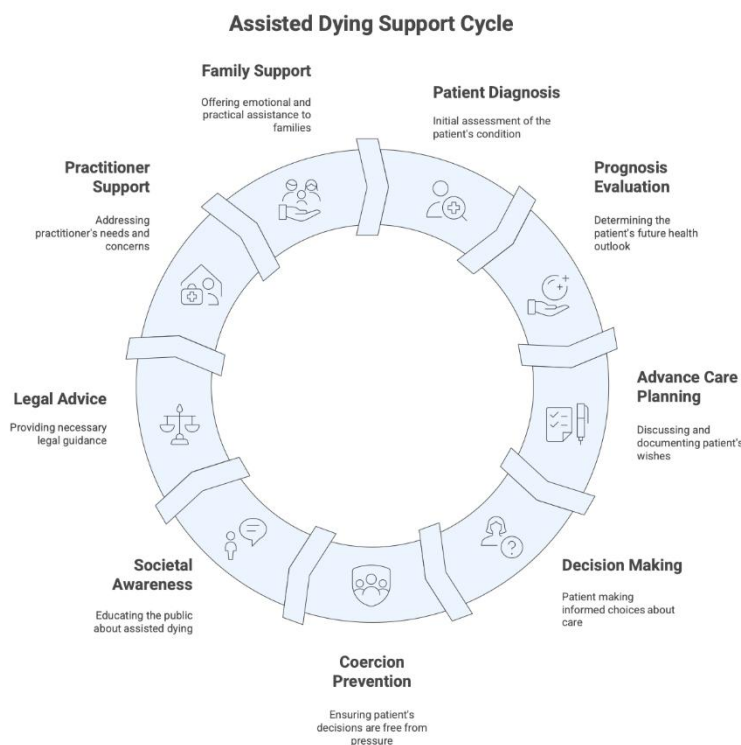 Assisted Dying Support Cycle
Family Support
Offering emotional and
practical assistance to
families
Patient Diagnosis
Initial assessment of the
patient's condition
Prognosis
Evaluation
Determining the
patient's future health
outlook
Advance Care
Planning
Discussing and
documenting patient's
wishes
Decision Making
Patient making
informed choices about
care
Coercion
Prevention
Ensuring patient's
decisions are free from
pressure
Societal
Awareness
Educating the public
about assisted dying
Legal Advice
Providing necessary
legal guidance
Practitioner
Support
Addressing
practitioner's needs and
concerns